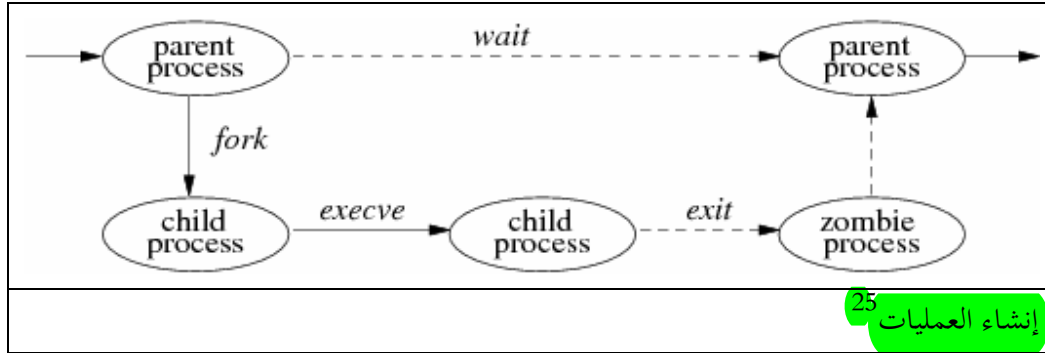 parent
process
wait
parent
process
fork
child
process
execve
child
process
exit
zombie
process
إنشاء العمليات 25